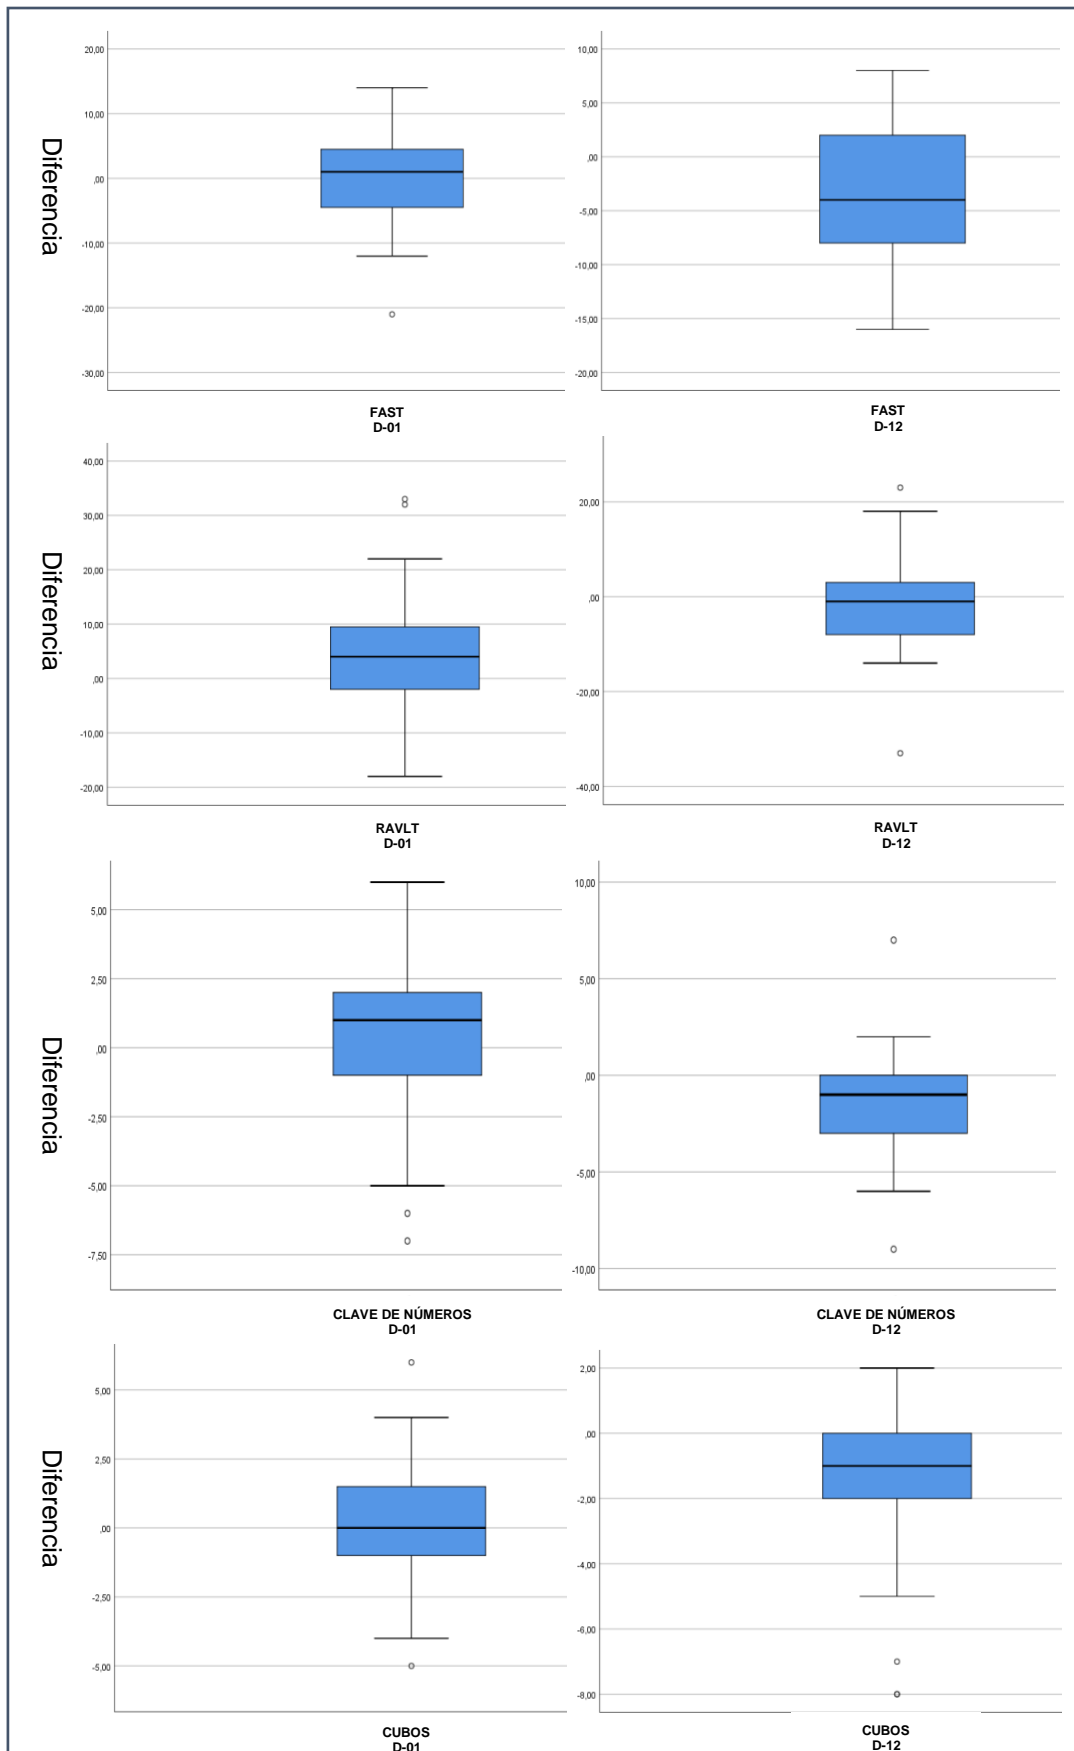 Diferencia
20,00
10,00
,00
-10,00
-20,00
-30,00
FAST
D-01
10,00
5,00
,00
-5,00
-10,00
-15,00
-20,00
FAST
D-12
Diferencia
40,00
30,00
20,00
10,00
,00
-10,00
-20,00
RAVLT
D-01
20,00
,00
-20,00
-40,00
RAVLT
D-12
Diferencia
5,00
2,50
,00
-2,50
-5,00
-7,50
CLAVE DE NÚMEROS
D-01
10,00
5,00
,00
-5,00
-10,00
CLAVE DE NÚMEROS
D-12
Diferencia
5,00
2,50
,00
-2,50
-5,00
CUBOS
D-01
2,00
,00
-2,00
-4,00
-6,00
-8,00
CUBOS
D-12